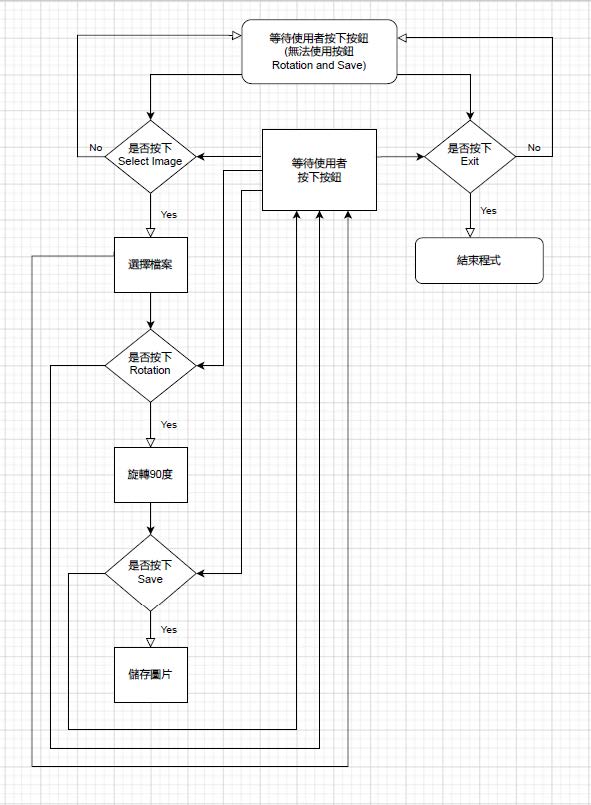 等待使用者按下按鈕
(無法使用按鈕
Rotation and Save)
No
是否按下
Select Image
等待使用者
按下按鈕
是否按下
Exit
No
Yes
Yes
選擇檔案
結束程式
是否按下
Rotation
Yes
旋轉90度
是否按下
Save
Yes
儲存圖片